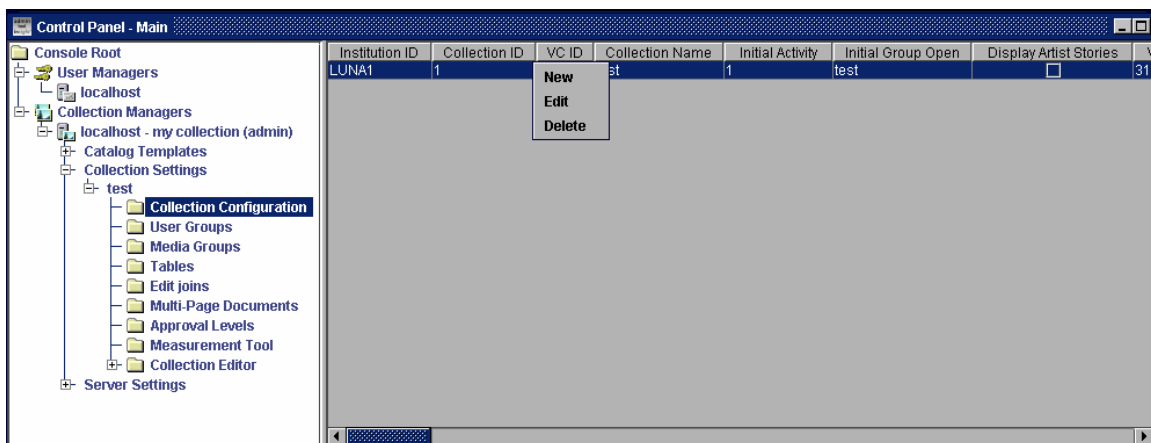 Control Panel - Main
Console Root
User Managers
localhost
Collection Managers
localhost - my collection (admin)
Catalog Templates
Collection Settings
test
Collection Configuration
User Groups
Media Groups
Tables
Edit joins
Multi-Page Documents
Approval Levels
Measurement Tool
Collection Editor
Server Settings
Institution ID Collection ID VC ID Collection Name Initial Activity Initial Group Open Display Artist Stories
LUNA1 1 1 test 31
New
Edit
Delete